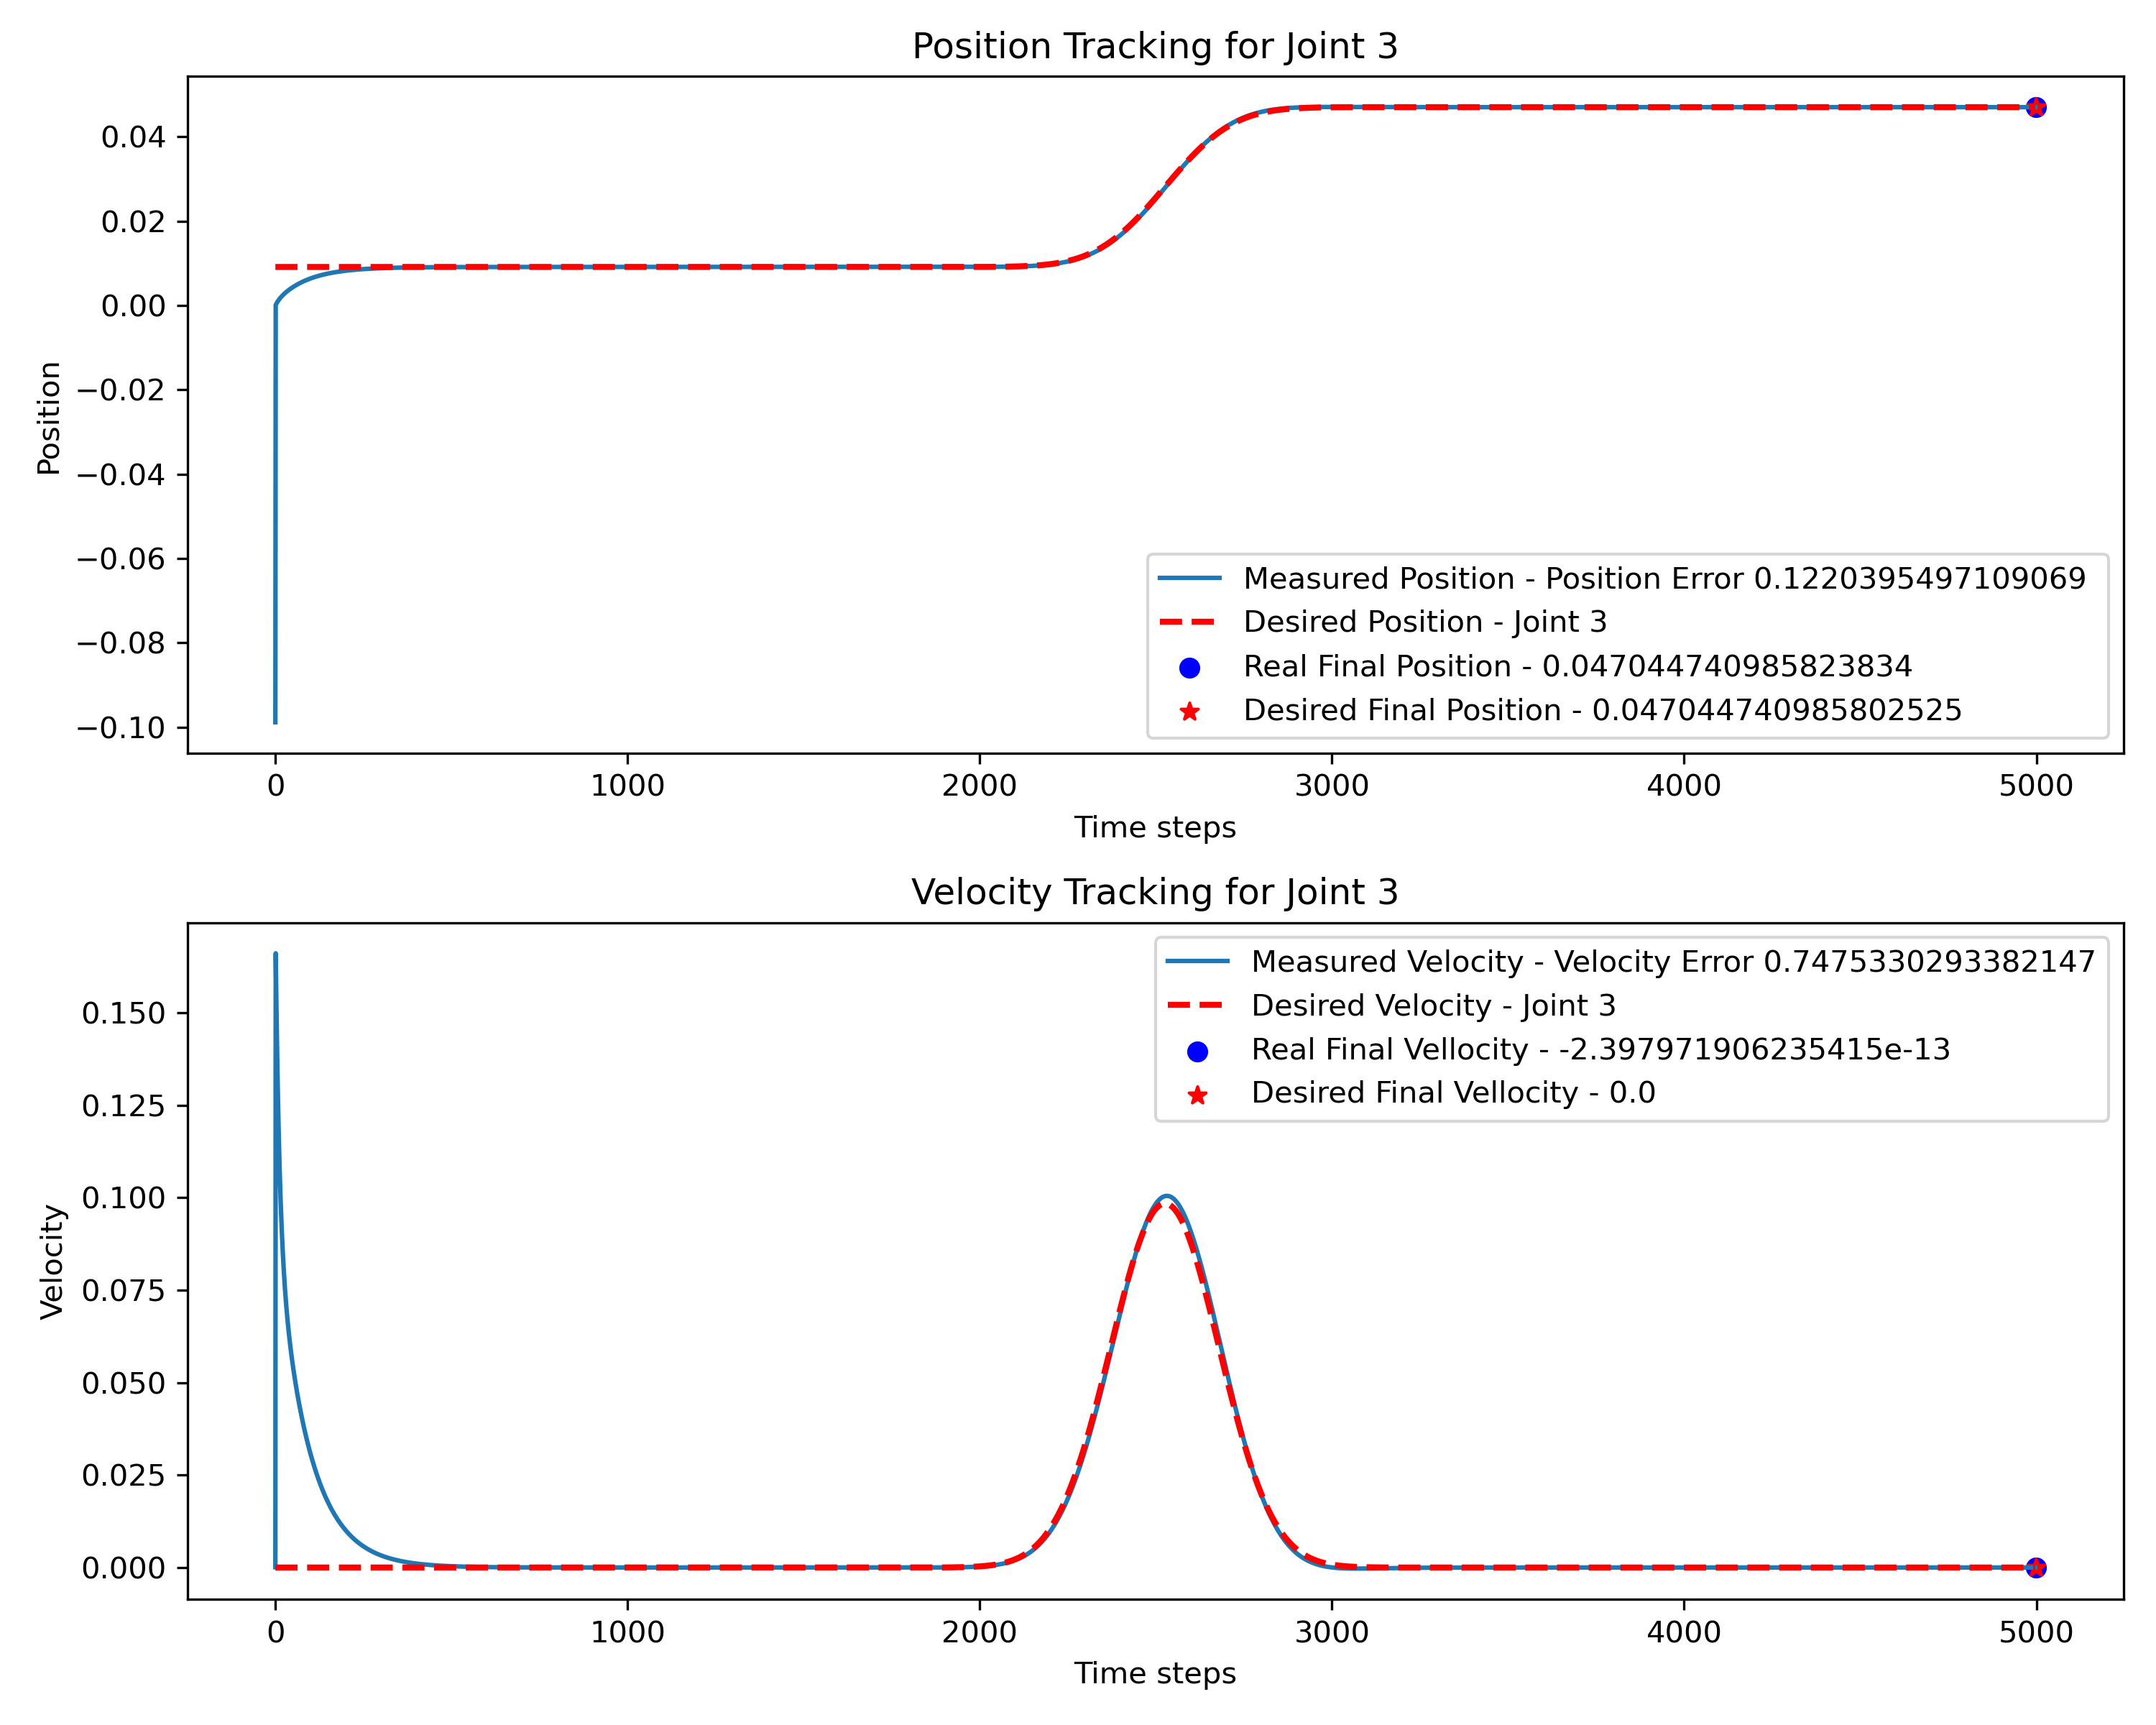 Position Tracking for Joint 3
0.04
0.02
0.00
−0.02
−0.04
−0.06
−0.08
−0.10
Position
Measured Position - Position Error 0.1220395497109069
Desired Position - Joint 3
Real Final Position - 0.047044740985823834
Desired Final Position - 0.047044740985802525
0 1000 2000 3000 4000 5000
Time steps
Velocity Tracking for Joint 3
0.150
0.125
0.100
0.075
0.050
0.025
0.000
Velocity
Measured Velocity - Velocity Error 0.7475330293382147
Desired Velocity - Joint 3
Real Final Vellocity - -2.397971906235415e-13
Desired Final Vellocity - 0.0
0 1000 2000 3000 4000 5000
Time steps